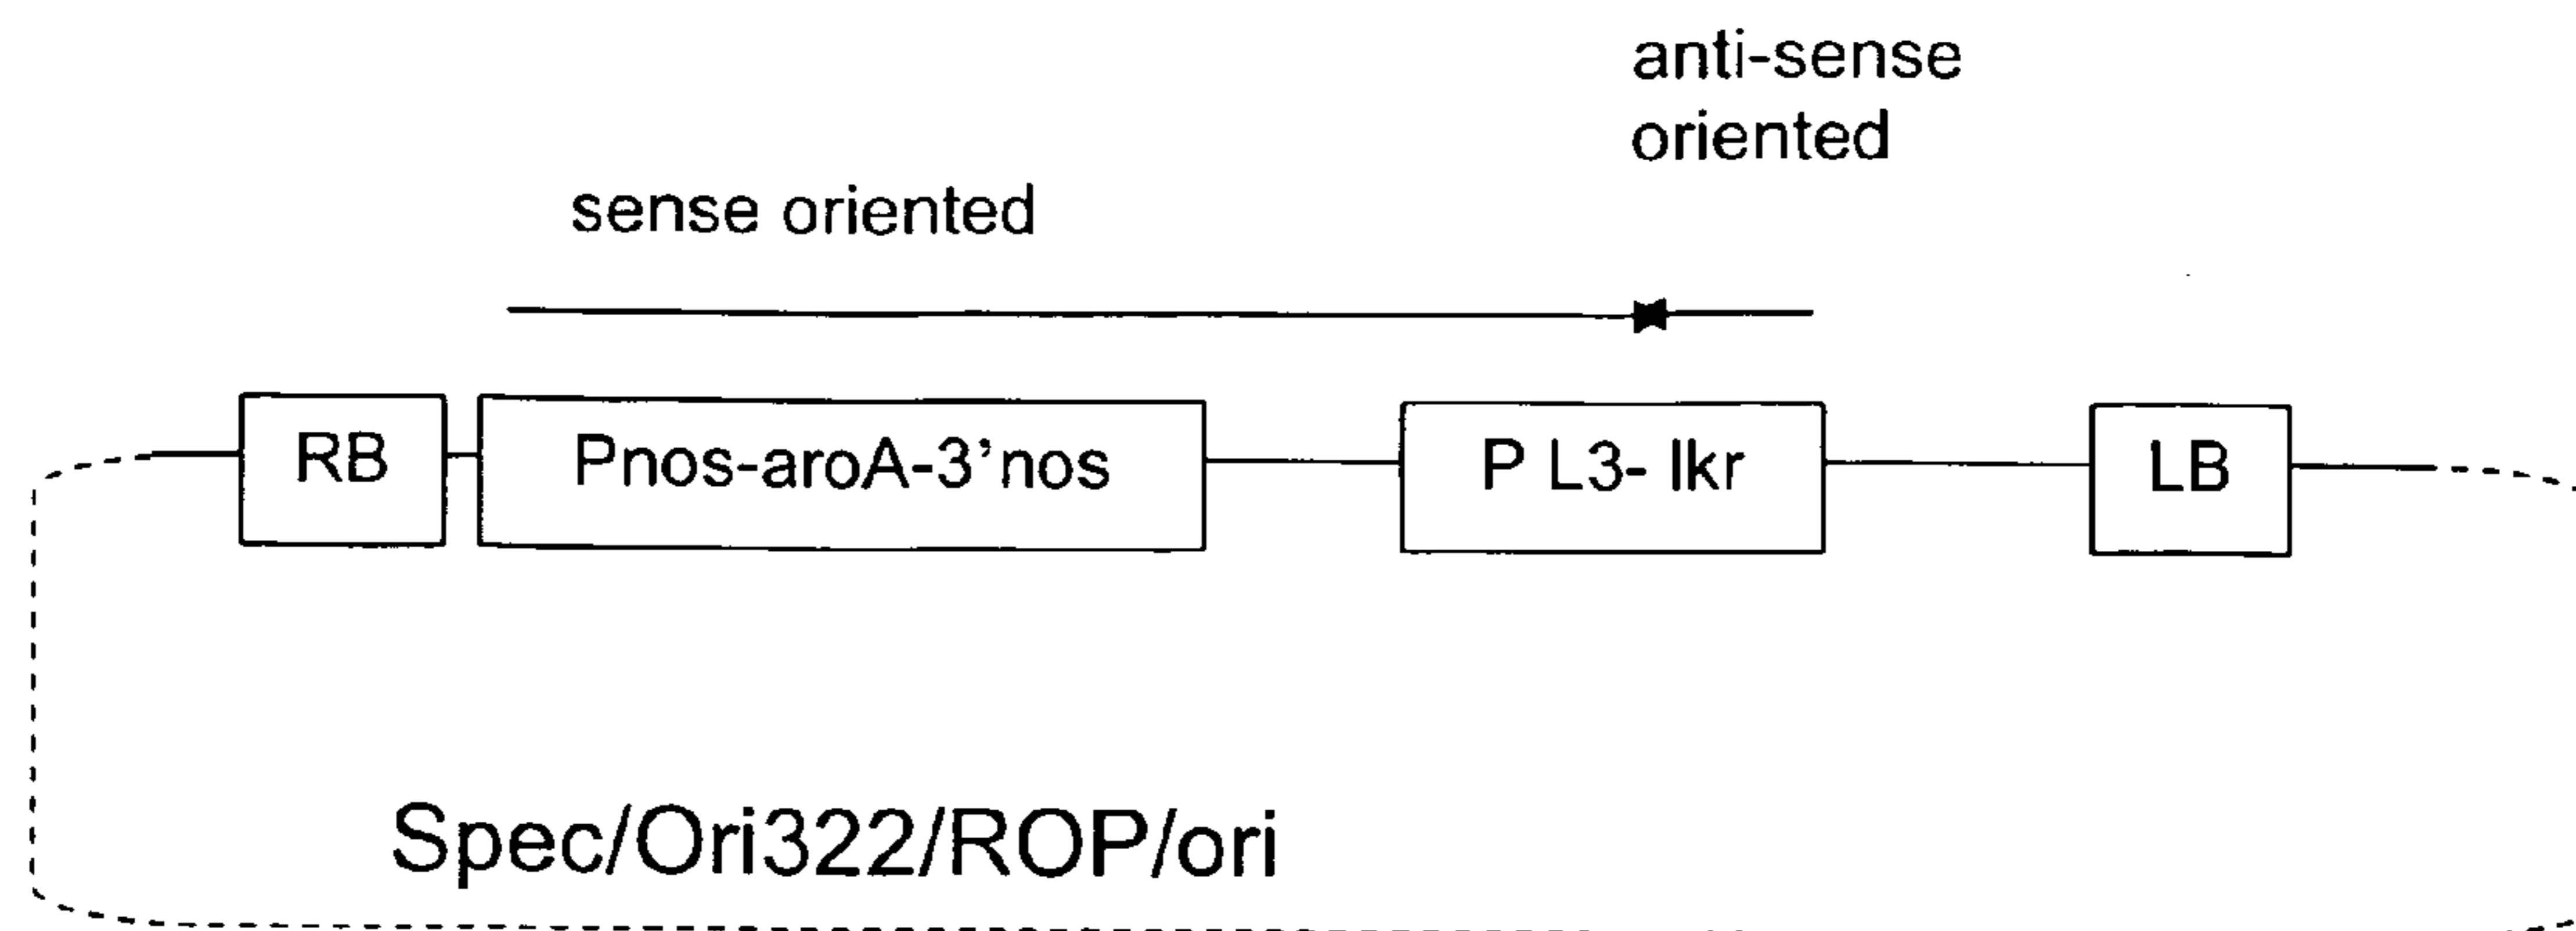 anti-sense
oriented
sense oriented
RB
Pnos-aroA-3’nos
P L3- lkr
LB
Spec/Ori322/ROP/ori